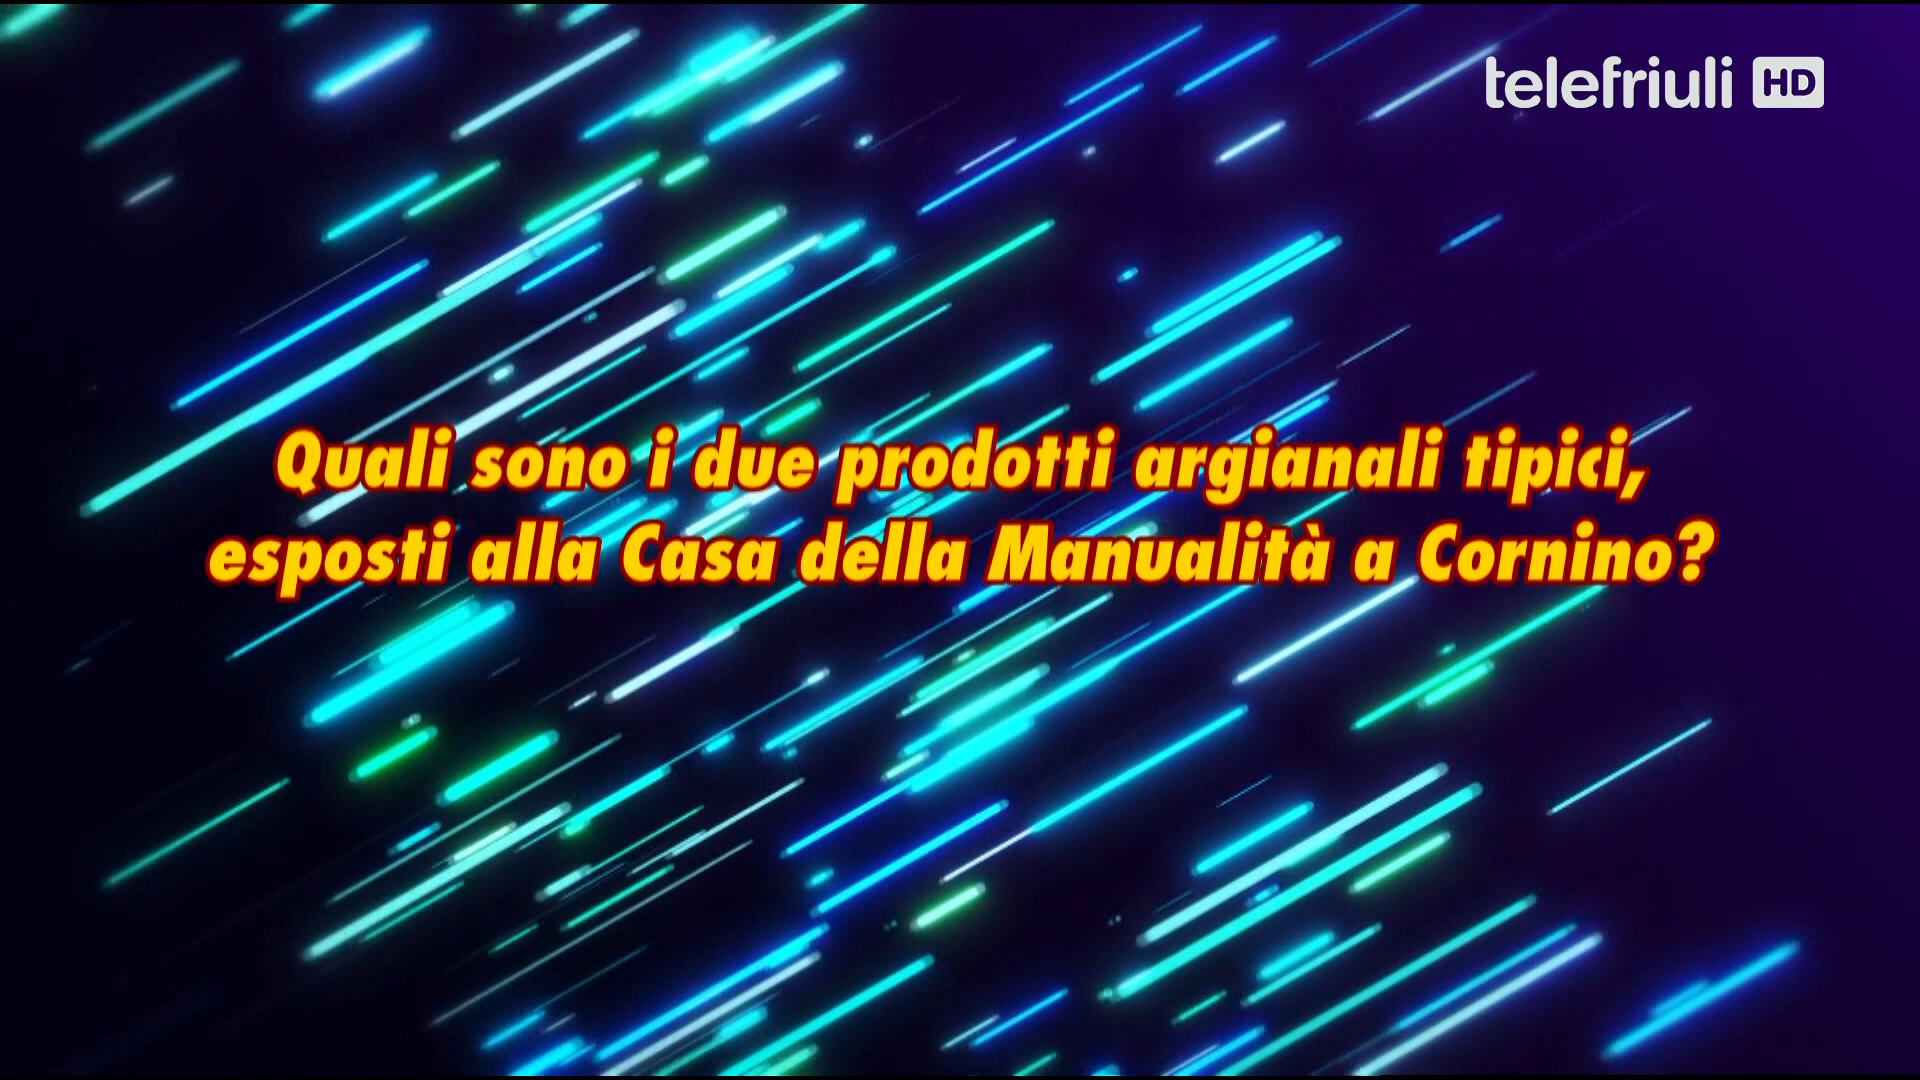 telefriuli HD
Quali sono i due prodotti argianali tipici,
esposti alla Casa della Manualità a Cornino?